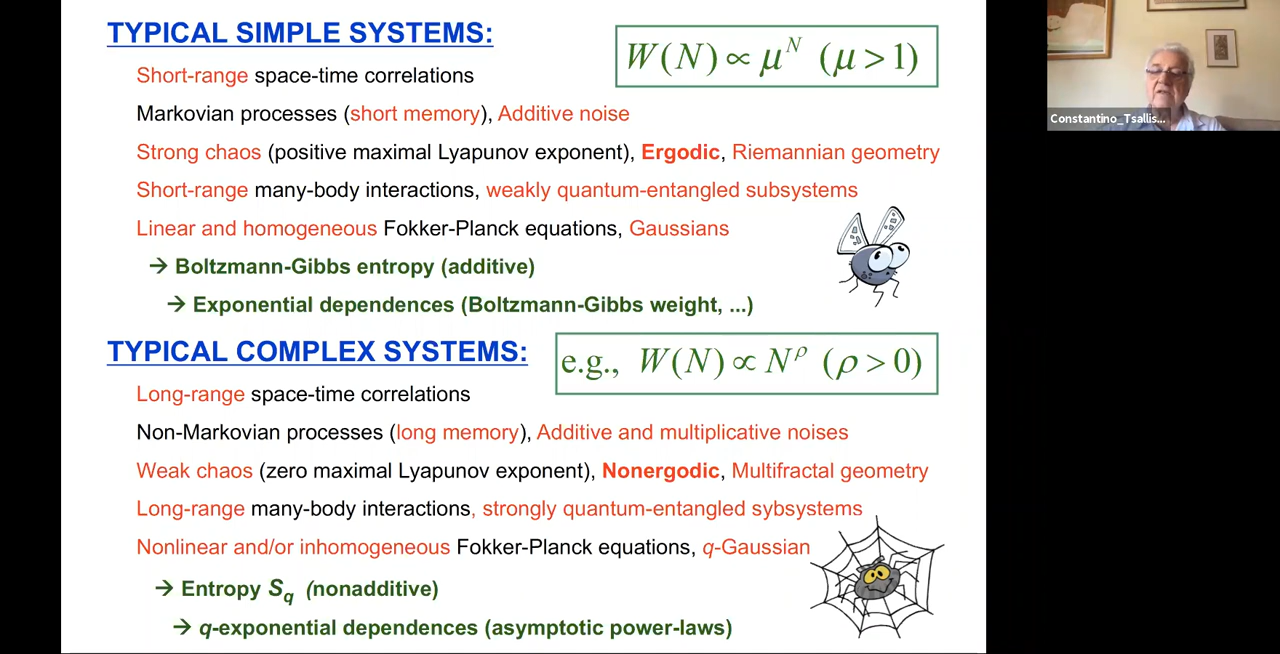 TYPICAL SIMPLE SYSTEMS:
W(N) ∝ μ^N (μ > 1)
Short-range space-time correlations
Markovian processes (short memory), Additive noise
Strong chaos (positive maximal Lyapunov exponent), Ergodic, Riemannian geometry
Short-range many-body interactions, weakly quantum-entangled subsystems
Linear and homogeneous Fokker-Planck equations, Gaussians
→ Boltzmann-Gibbs entropy (additive)
→ Exponential dependences (Boltzmann-Gibbs weight, ...)
TYPICAL COMPLEX SYSTEMS:
e.g., W(N) ∝ N^ρ (ρ > 0)
Long-range space-time correlations
Non-Markovian processes (long memory), Additive and multiplicative noises
Weak chaos (zero maximal Lyapunov exponent), Nonergodic, Multifractal geometry
Long-range many-body interactions, strongly quantum-entangled sybsystems
Nonlinear and/or inhomogeneous Fokker-Planck equations, q-Gaussian
→ Entropy S_q (nonadditive)
→ q-exponential dependences (asymptotic power-laws)
Constantino_Tsallis...